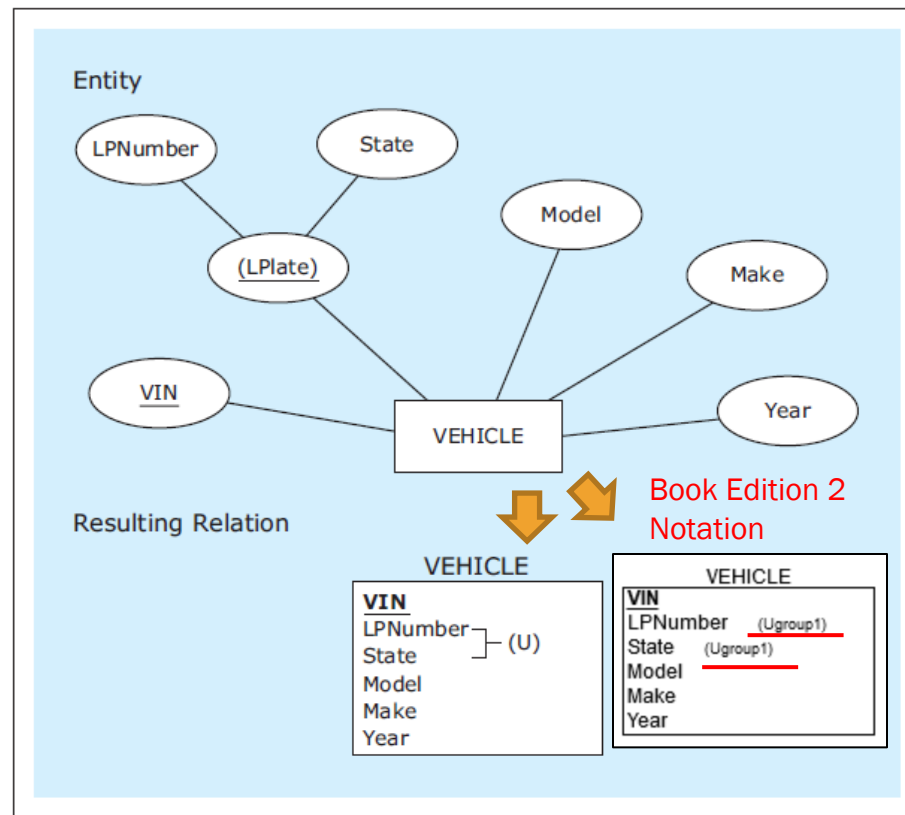 Entity
LPNumber
State
(LPlate)
Model
Make
VIN
VEHICLE
Year
Resulting Relation
Book Edition 2
Notation
VEHICLE
VIN
LPNumber
State
(U)
Model
Make
Year
VEHICLE
VIN
LPNumber (Ugroup1)
State (Ugroup1)
Model
Make
Year